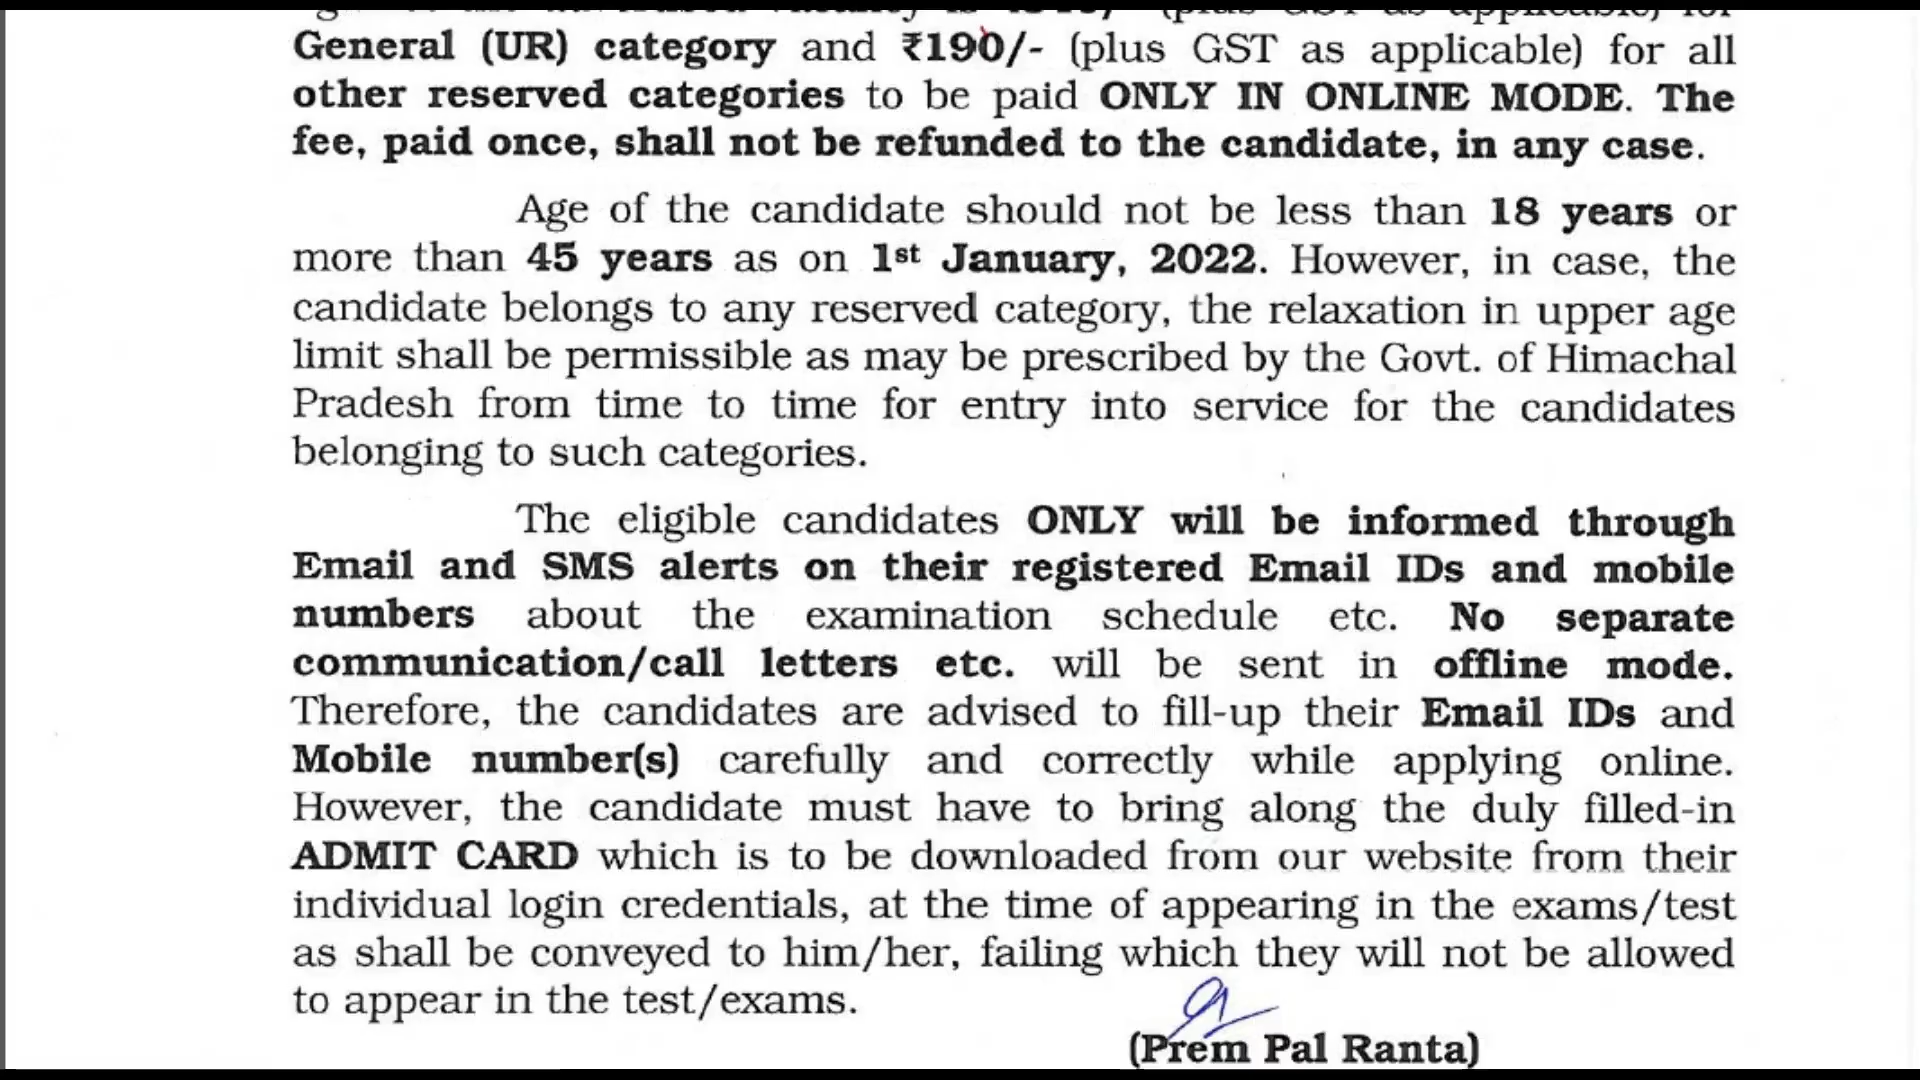 General (UR) category and ₹190/- (plus GST as applicable) for all
other reserved categories to be paid ONLY IN ONLINE MODE. The
fee, paid once, shall not be refunded to the candidate, in any case.
Age of the candidate should not be less than 18 years or
more than 45 years as on 1st January, 2022. However, in case, the
candidate belongs to any reserved category, the relaxation in upper age
limit shall be permissible as may be prescribed by the Govt. of Himachal
Pradesh from time to time for entry into service for the candidates
belonging to such categories.
The eligible candidates ONLY will be informed through
Email and SMS alerts on their registered Email IDs and mobile
numbers about the examination schedule etc. No separate
communication/call letters etc. will be sent in offline mode.
Therefore, the candidates are advised to fill-up their Email IDs and
Mobile number(s) carefully and correctly while applying online.
However, the candidate must have to bring along the duly filled-in
ADMIT CARD which is to be downloaded from our website from their
individual login credentials, at the time of appearing in the exams/test
as shall be conveyed to him/her, failing which they will not be allowed
to appear in the test/exams.
(Prem Pal Ranta)